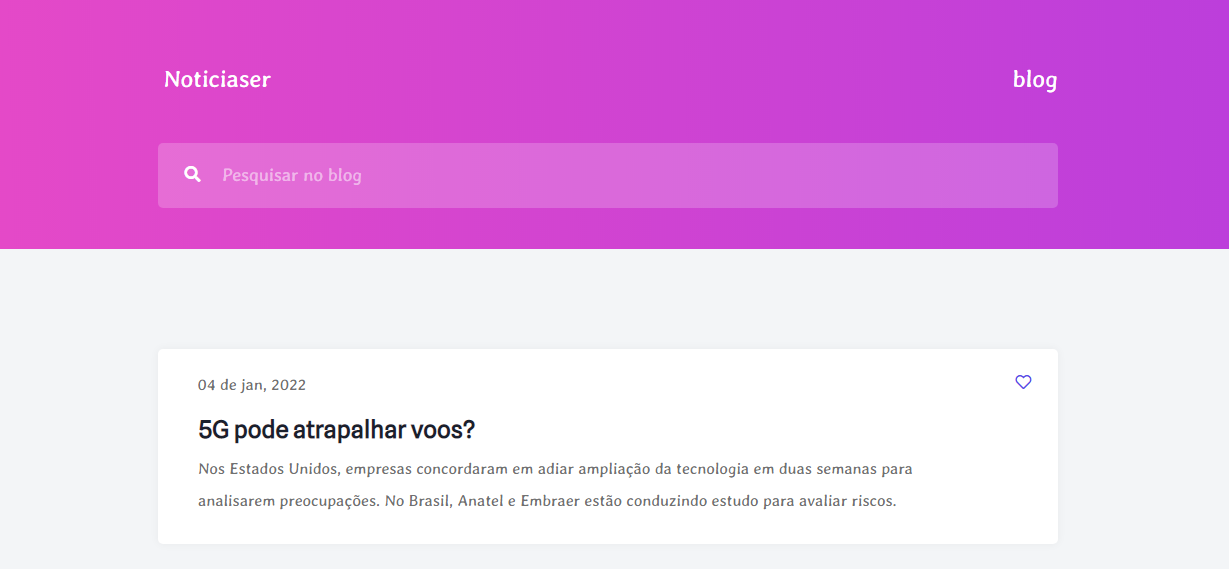 Noticiaser
blog
Pesquisar no blog
04 de jan, 2022
5G pode atrapalhar voos?
Nos Estados Unidos, empresas concordaram em adiar ampliação da tecnologia em duas semanas para
analisarem preocupações. No Brasil, Anatel e Embraer estão conduzindo estudo para avaliar riscos.